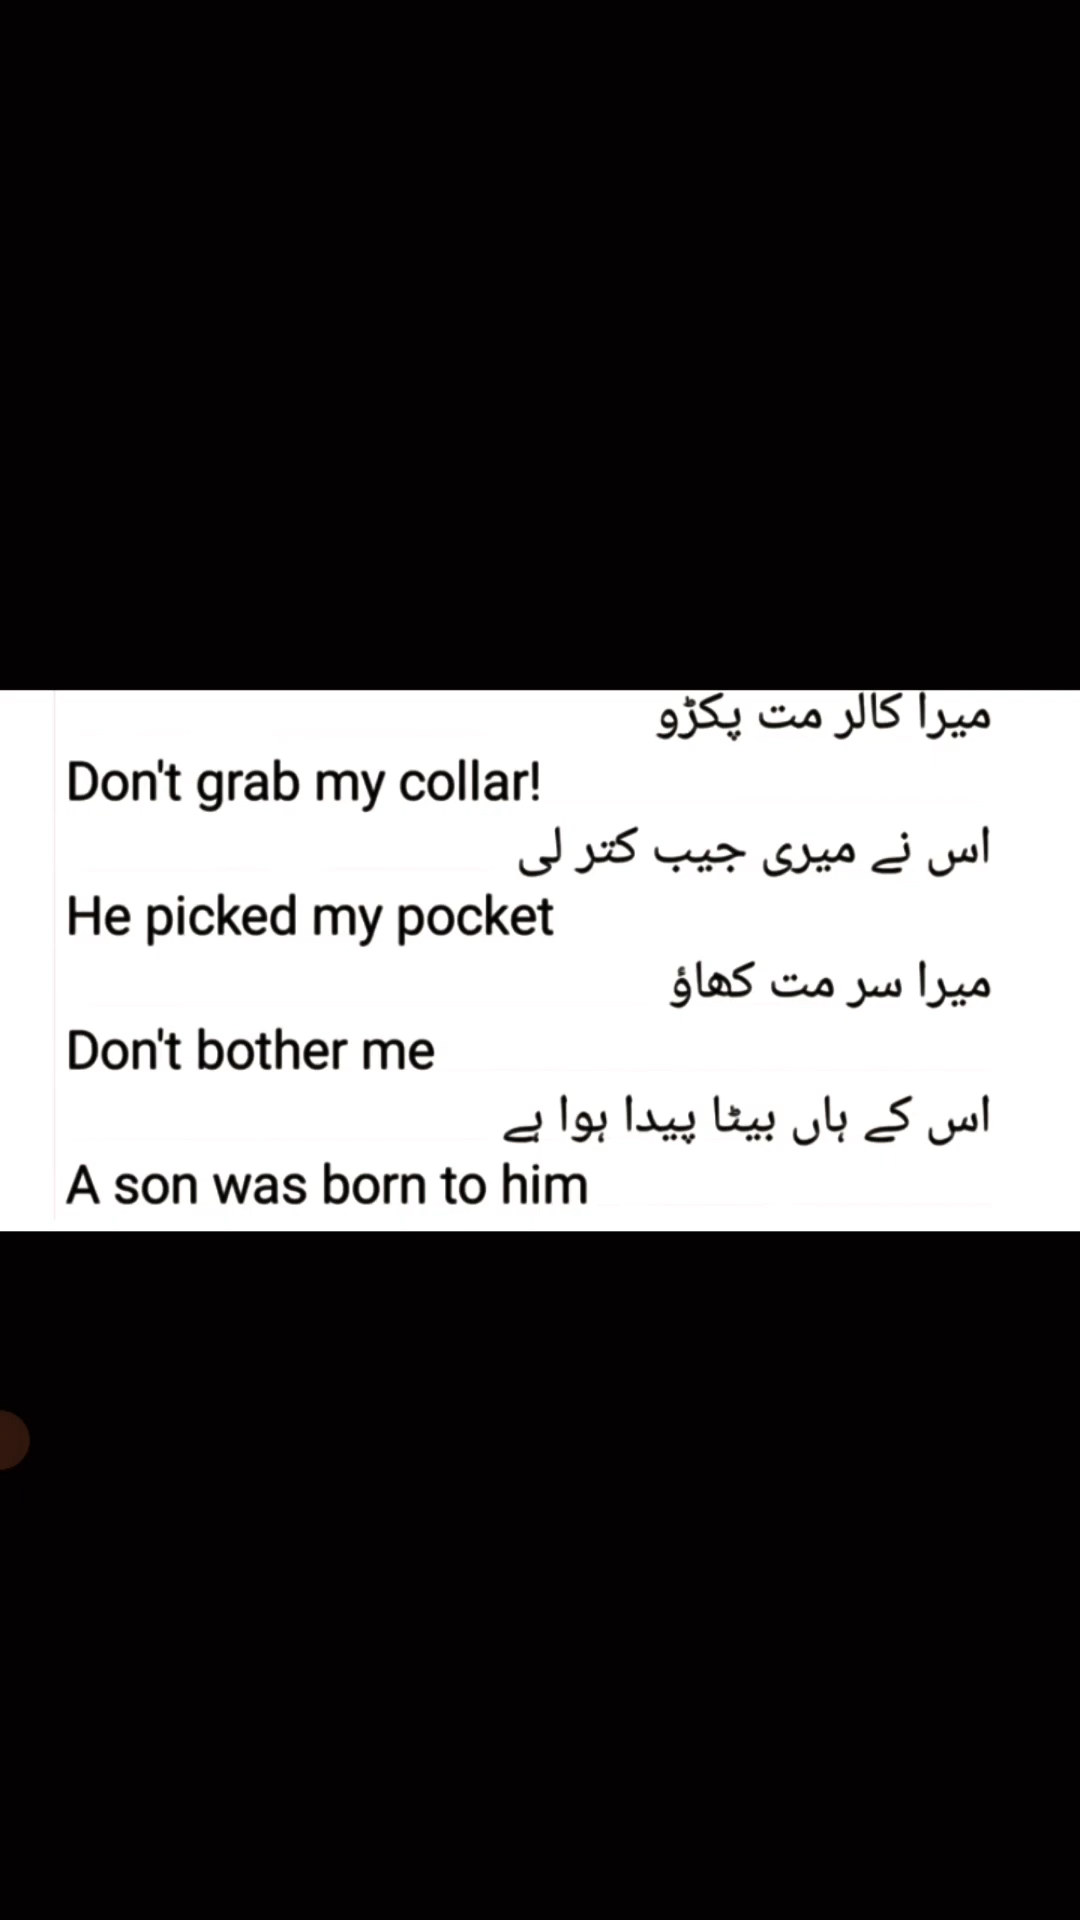 میرا کالر مت پکڑو
Don't grab my collar!
اس نے میری جیب کتر لی
He picked my pocket
میرا سر مت کھاؤ
Don't bother me
اس کے ہاں بیٹا پیدا ہوا ہے
A son was born to him